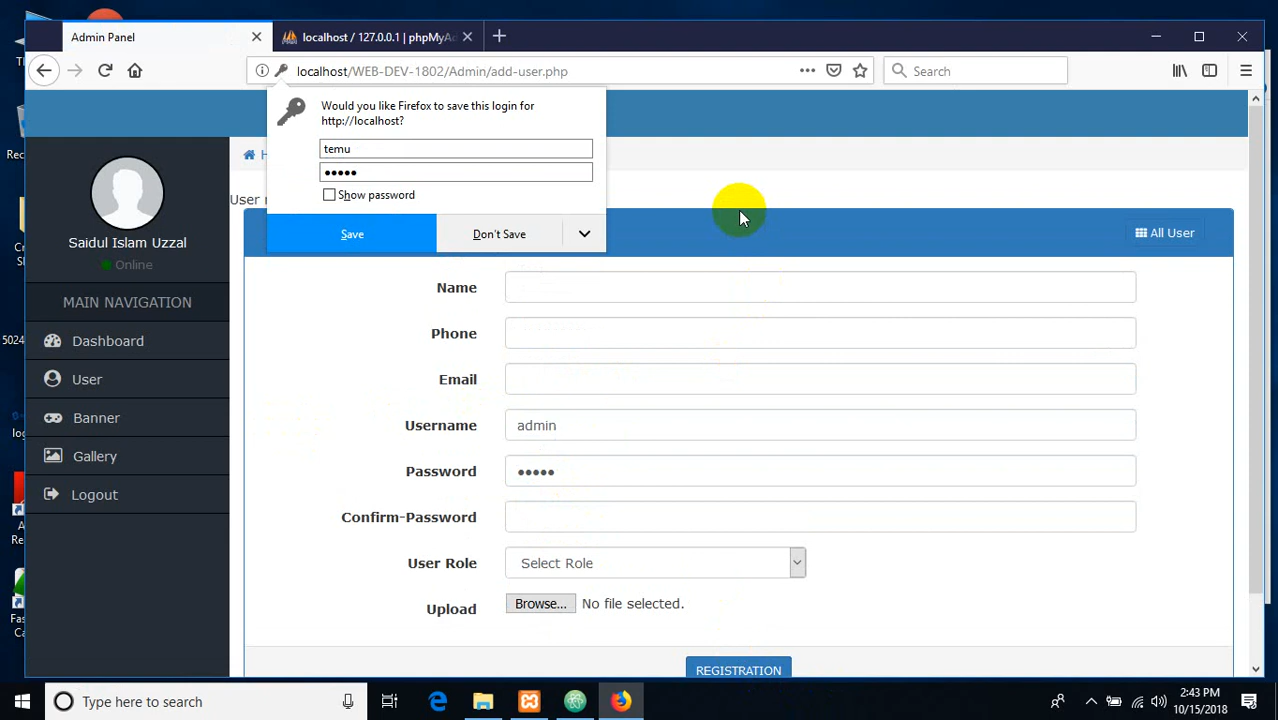 Admin Panel
localhost / 127.0.0.1 | phpMyAd
localhost/WEB-DEV-1802/Admin/add-user.php
Search
Would you like Firefox to save this login for
http://localhost?
temu
•••••
Show password
Save
Don't Save
User
All User
Saidul Islam Uzzal
Online
MAIN NAVIGATION
Dashboard
User
Banner
Gallery
Logout
Name
Phone
Email
Username admin
Password •••••
Confirm-Password
User Role Select Role
Upload Browse... No file selected.
REGISTRATION
Type here to search
2:43 PM
10/15/2018